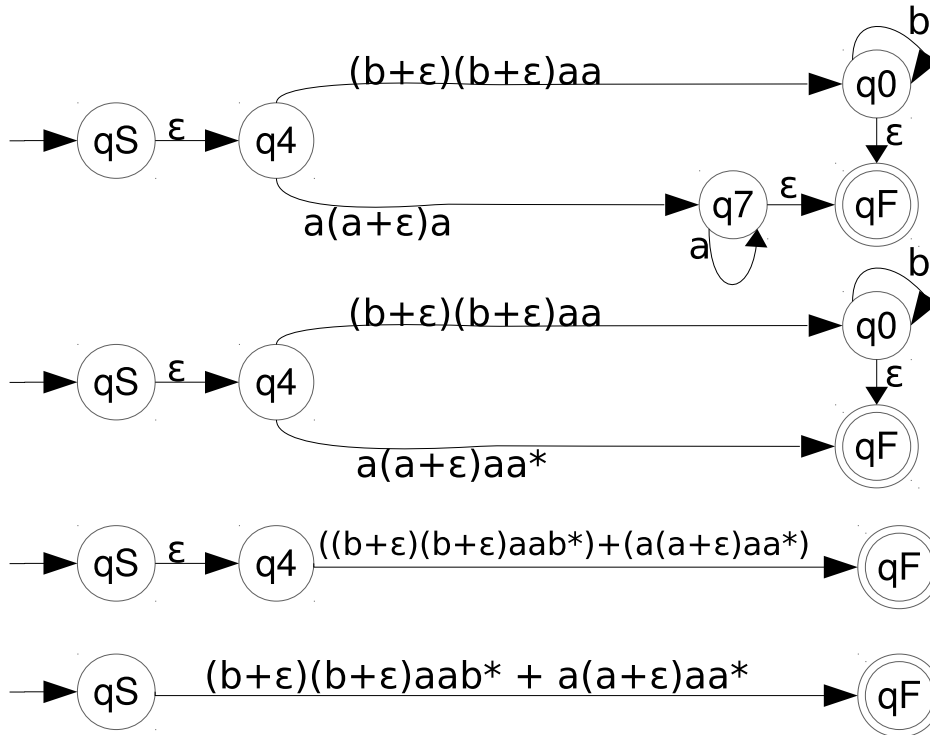 b
(b+ε)(b+ε)aa
q0
qS ε q4
ε
a(a+ε)a
q7 ε qF
a
b
(b+ε)(b+ε)aa
q0
qS ε q4
ε
a(a+ε)aa*
qF
qS ε q4 ((b+ε)(b+ε)aab*)+(a(a+ε)aa*) qF
qS (b+ε)(b+ε)aab* + a(a+ε)aa* qF